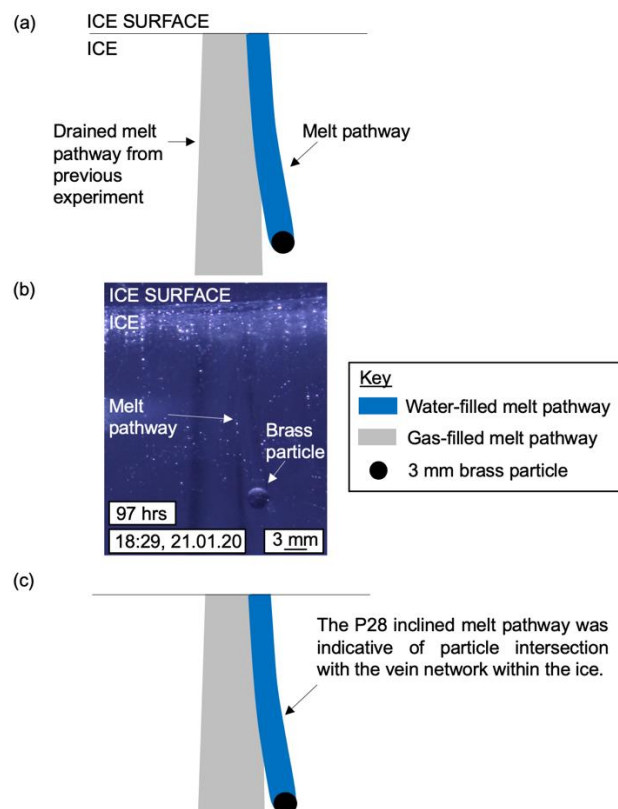 (a)
ICE SURFACE
ICE
Drained melt
pathway from
previous
experiment
Melt pathway
(b)
ICE SURFACE
ICE
Melt
pathway
Brass
particle
97 hrs
18:29, 21.01.20
3 mm
Key
Water-filled melt pathway
Gas-filled melt pathway
3 mm brass particle
(c)
The P28 inclined melt pathway was
indicative of particle intersection
with the vein network within the ice.